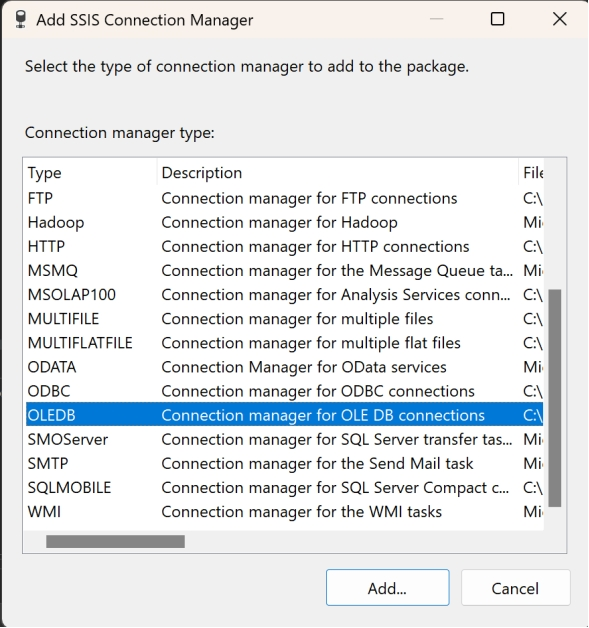 Add SSIS Connection Manager
Select the type of connection manager to add to the package.
Connection manager type:
Type Description File
FTP Connection manager for FTP connections C:\
Hadoop Connection manager for Hadoop Mi
HTTP Connection manager for HTTP connections C:\
MSMQ Connection manager for the Message Queue ta... Mi
MSOLAP100 Connection manager for Analysis Services conn... C:\
MULTIFILE Connection manager for multiple files C:\
MULTIFLATFILE Connection manager for multiple flat files C:\
ODATA Connection Manager for OData services Mi
ODBC Connection manager for ODBC connections C:\
OLEDB Connection manager for OLE DB connections C:\
SMOServer Connection manager for SQL Server transfer tas... Mi
SMTP Connection manager for the Send Mail task Mi
SQLMOBILE Connection manager for SQL Server Compact c... C:\
WMI Connection manager for the WMI tasks Mi
Add... Cancel